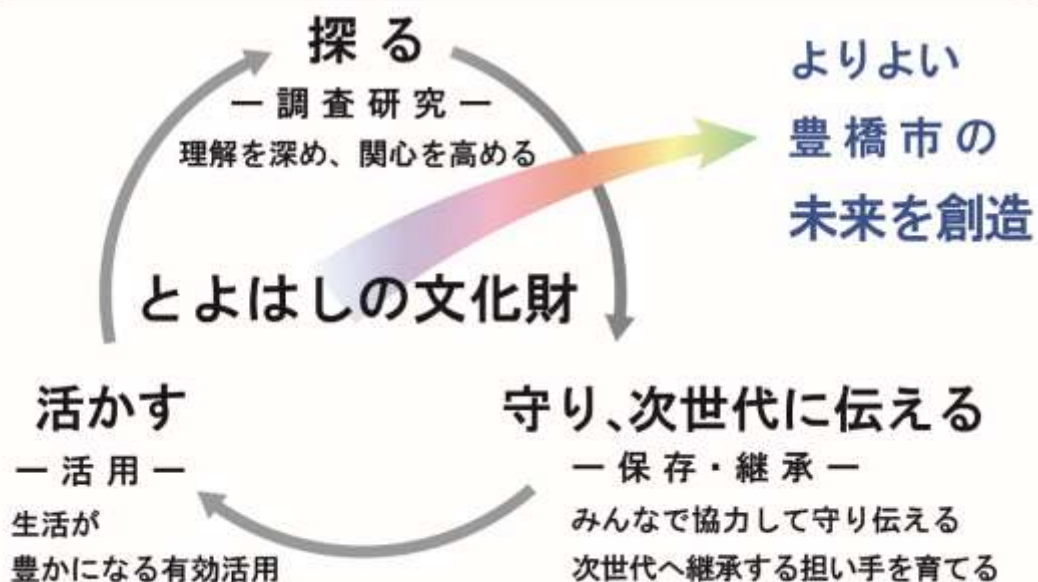 探る
ー調査研究ー
理解を深め、関心を高める
よりよい
豊橋市の
未来を創造
とよはしの文化財
活かす
ー活用ー
生活が
豊かになる有効活用
守り、次世代に伝える
ー保存・継承ー
みんなで協力して守り伝える
次世代へ継承する担い手を育てる